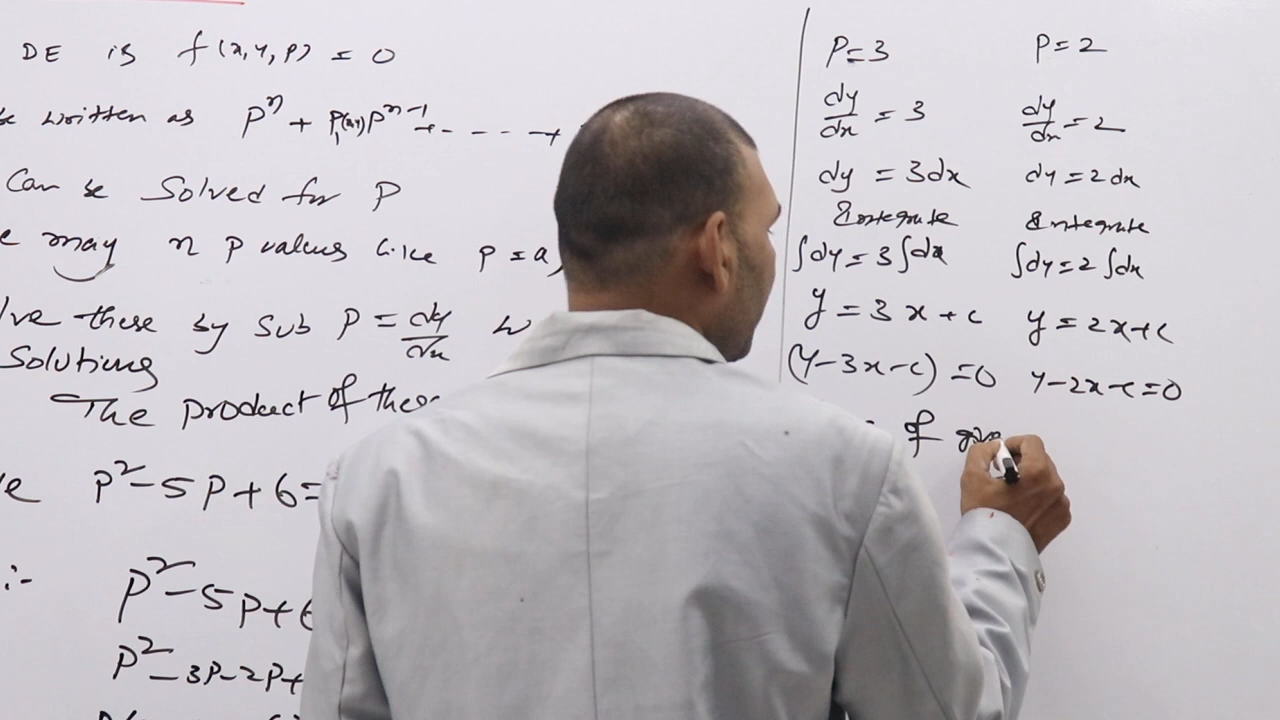 DE is f(x,y,p) = 0
written as pⁿ + p₁(x,y)pⁿ⁻¹ + - - - - +
Can be Solved for P
may n p values like p = a,
these by sub P = dy/dx w
Solutions
The product of these
P² - 5P + 6 =
:- P² - 5P + 6
P² - 3P - 2P +
P = 3
dy/dx = 3
dy = 3dx
Integrate
∫dy = 3∫dx
y = 3x + c
(y - 3x - c) = 0
P = 2
dy/dx = 2
dy = 2dx
Integrate
∫dy = 2∫dx
y = 2x + c
y - 2x - c = 0
of